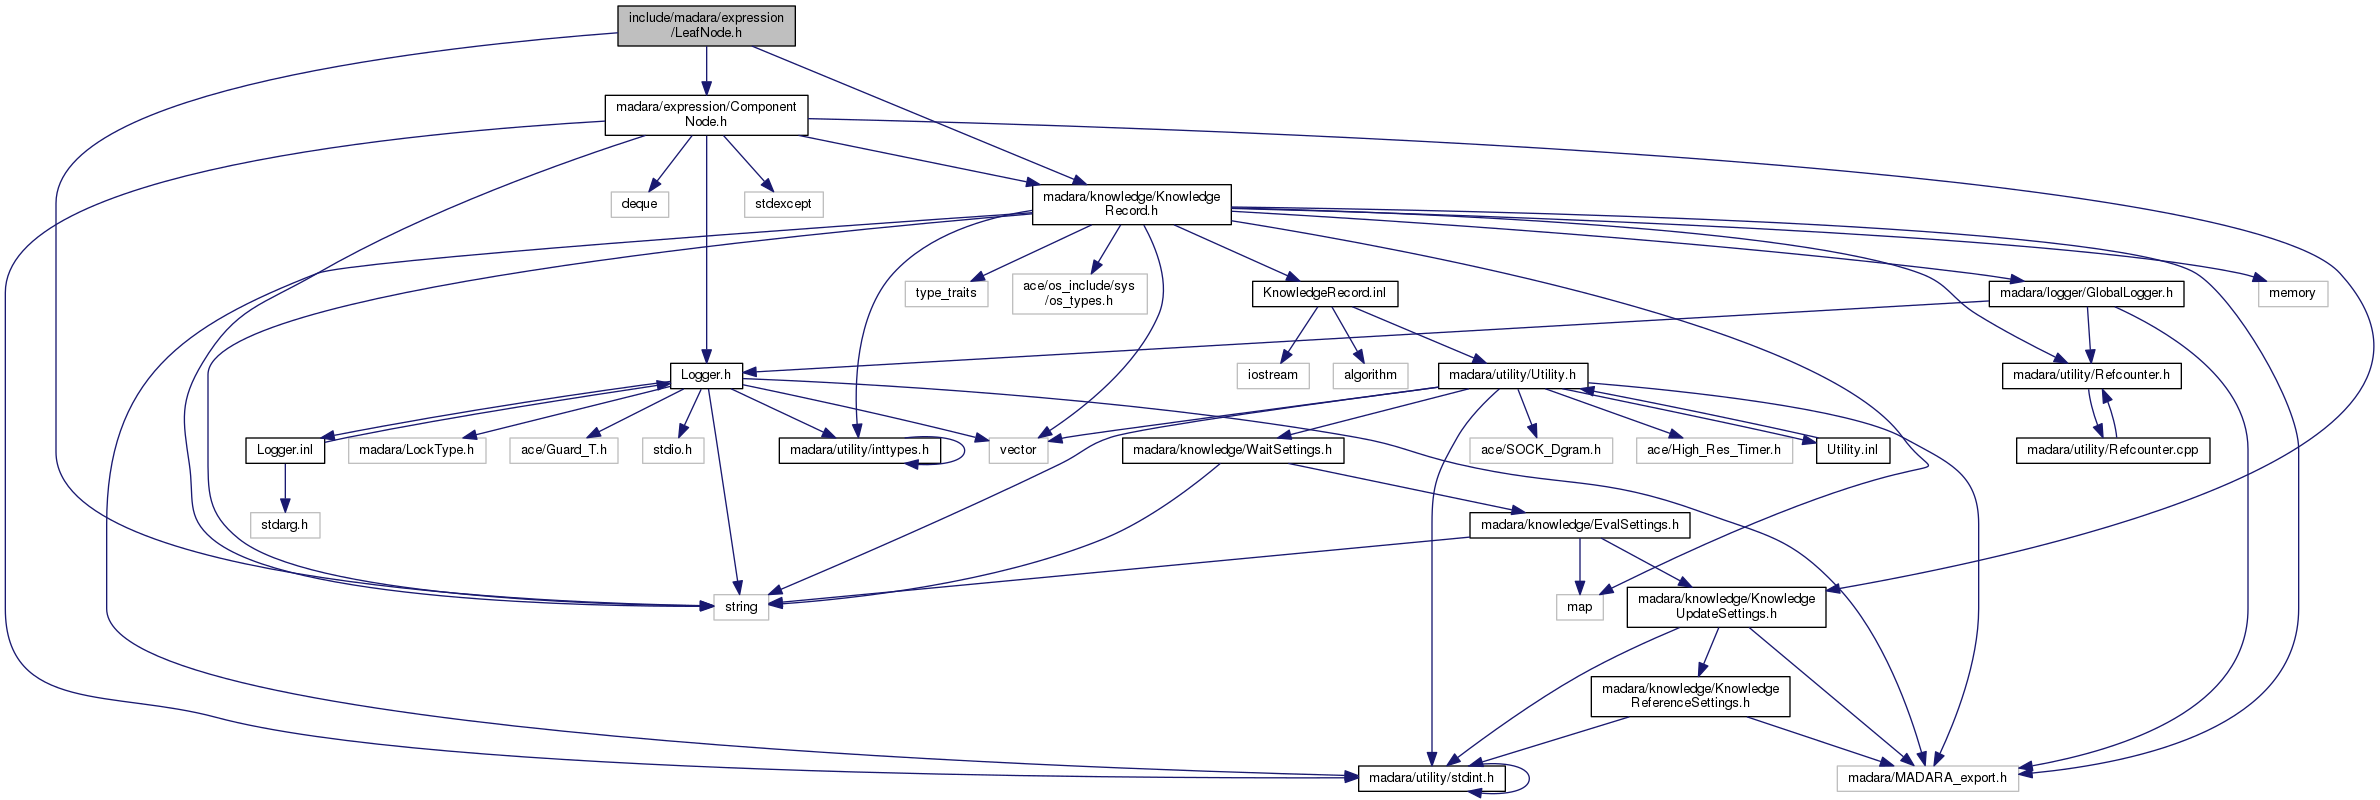 include/madara/expression
/LeafNode.h
madara/expression/Component
Node.h
deque
stdexcept
madara/knowledge/Knowledge
Record.h
type_traits
ace/os_include/sys
/os_types.h
KnowledgeRecord.inl
madara/logger/GlobalLogger.h
memory
Logger.h
iostream
algorithm
madara/utility/Utility.h
madara/utility/Refcounter.h
Logger.inl
madara/LockType.h
ace/Guard_T.h
stdio.h
madara/utility/inttypes.h
vector
madara/knowledge/WaitSettings.h
ace/SOCK_Dgram.h
ace/High_Res_Timer.h
Utility.inl
madara/utility/Refcounter.cpp
stdarg.h
madara/knowledge/EvalSettings.h
string
map
madara/knowledge/Knowledge
UpdateSettings.h
madara/knowledge/Knowledge
ReferenceSettings.h
madara/utility/stdint.h
madara/MADARA_export.h